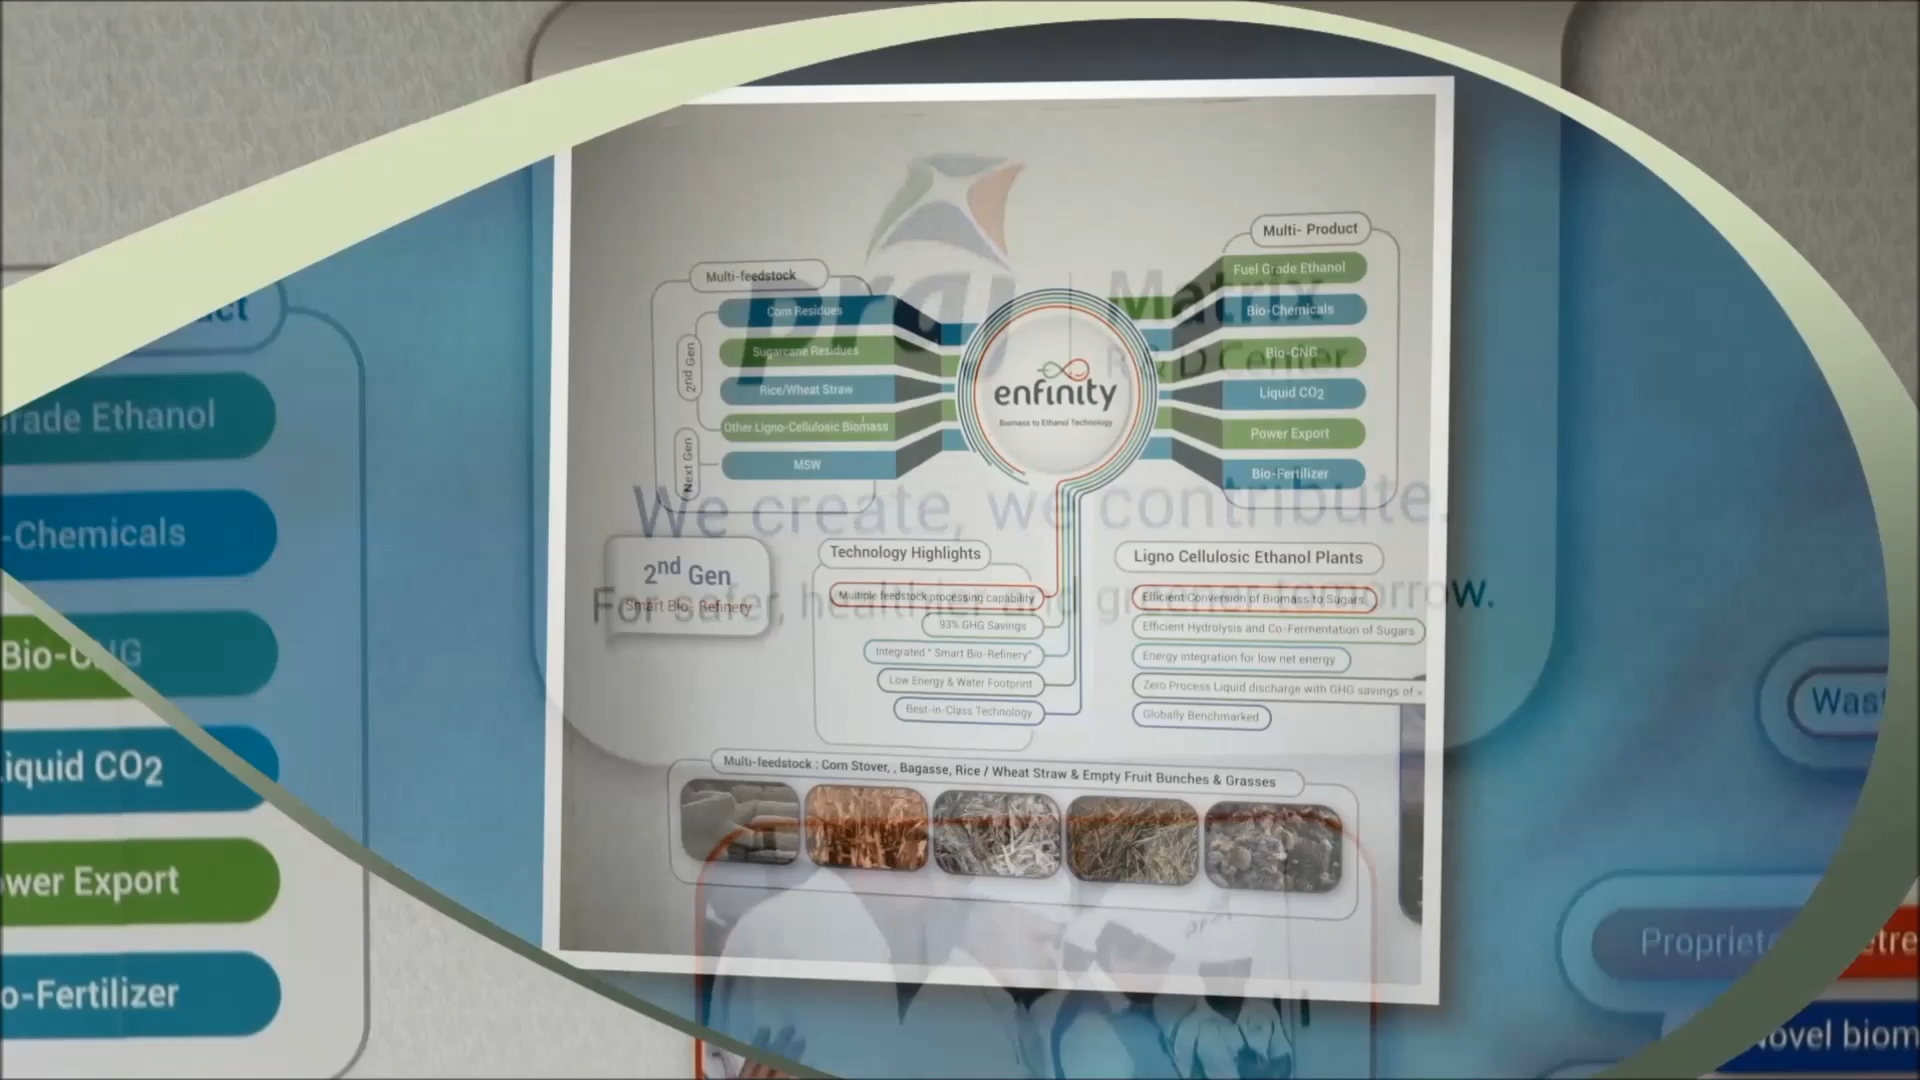 Multi- Product
Fuel Grade Ethanol
Bio-Chemicals
Bio-CNG
Liquid CO2
Power Export
Bio-Fertilizer
Multi-feedstock
Corn Residues
Sugarcane Residues
Rice/Wheat Straw
Other Ligno-Cellulosic Biomass
MSW
2nd Gen
Next Gen
enfinity
Biomass to Ethanol Technology
praj
Matrix
R&D Center
We create, we contribute.
For safer, healthier and greener tomorrow.
2nd Gen
Smart Bio- Refinery
Technology Highlights
Multiple feedstock processing capability
93% GHG Savings
Integrated " Smart Bio-Refinery"
Low Energy & Water Footprint
Best-in-Class Technology
Ligno Cellulosic Ethanol Plants
Efficient Conversion of Biomass to Sugars
Efficient Hydrolysis and Co-Fermentation of Sugars
Energy integration for low net energy
Zero Process Liquid discharge with GHG savings of >
Globally Benchmarked
Multi-feedstock : Corn Stover, , Bagasse, Rice / Wheat Straw & Empty Fruit Bunches & Grasses
rade Ethanol
-Chemicals
Bio-CNG
iquid CO2
wer Export
o-Fertilizer
Was
Propriet
etre
ovel biom